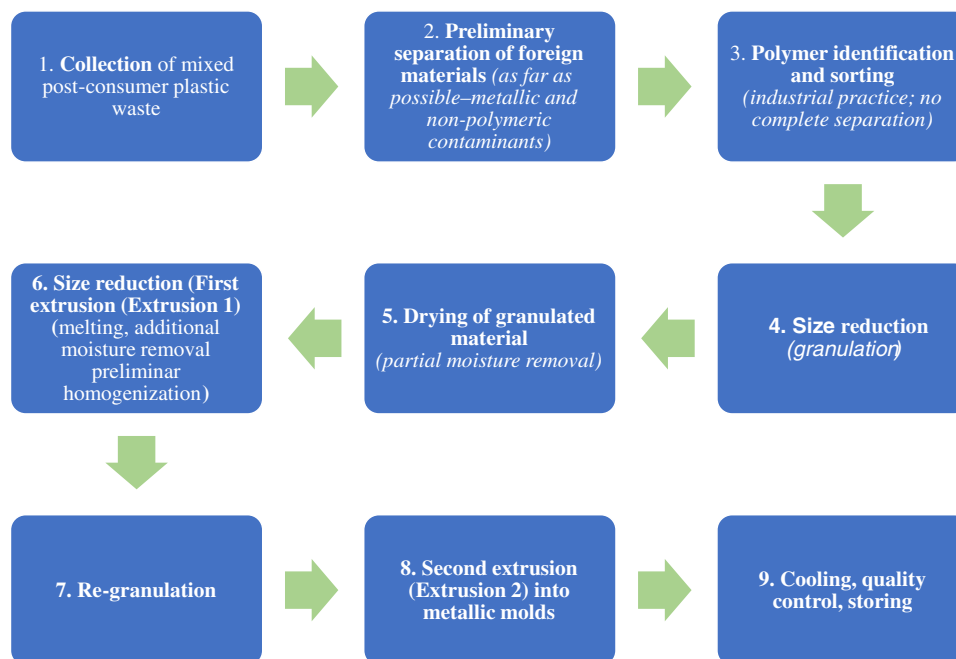 1. Collection of mixed
post-consumer plastic
waste
2. Preliminary
separation of foreign
materials (as far as
possible–metallic and
non-polymeric
contaminants)
3. Polymer identification
and sorting
(industrial practice; no
complete separation)
4. Size reduction
(granulation)
5. Drying of granulated
material
(partial moisture removal)
6. Size reduction (First
extrusion (Extrusion 1)
(melting, additional
moisture removal
preliminar
homogenization)
7. Re-granulation
8. Second extrusion
(Extrusion 2) into
metallic molds
9. Cooling, quality
control, storing